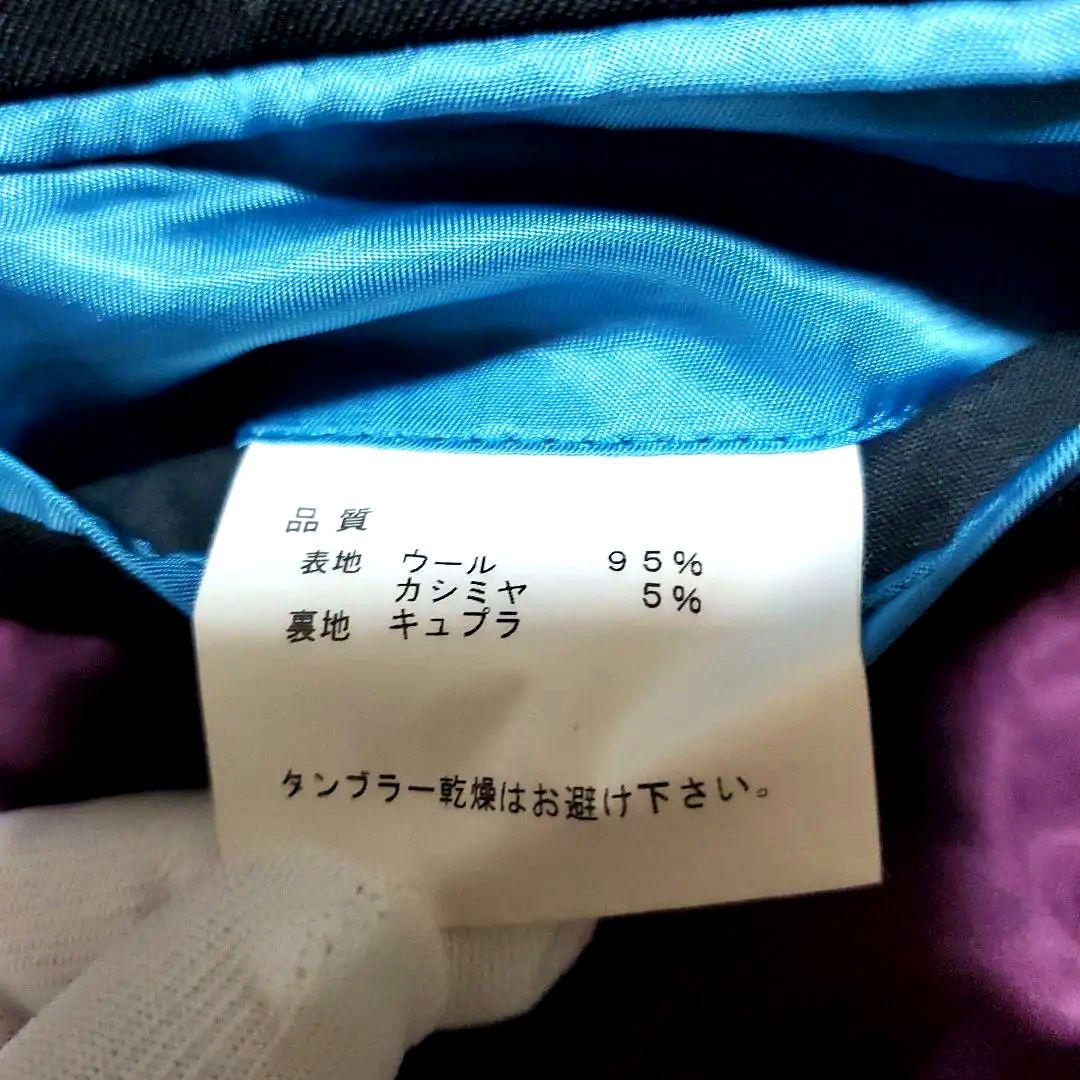 品 質
表地 ウール 95%
カシミヤ 5%
裏地 キュプラ
タンブラー乾燥はお避け下さい。